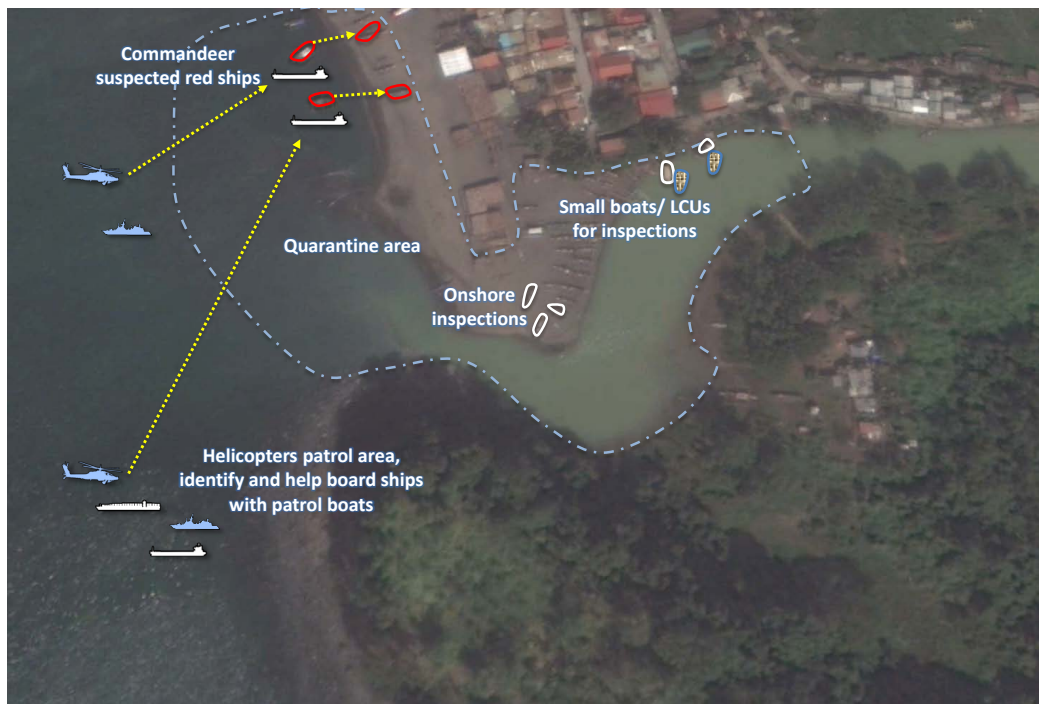 Commandeer
suspected red ships
Small boats/ LCUs
for inspections
Quarantine area
Onshore
inspections
Helicopters patrol area,
identify and help board ships
with patrol boats